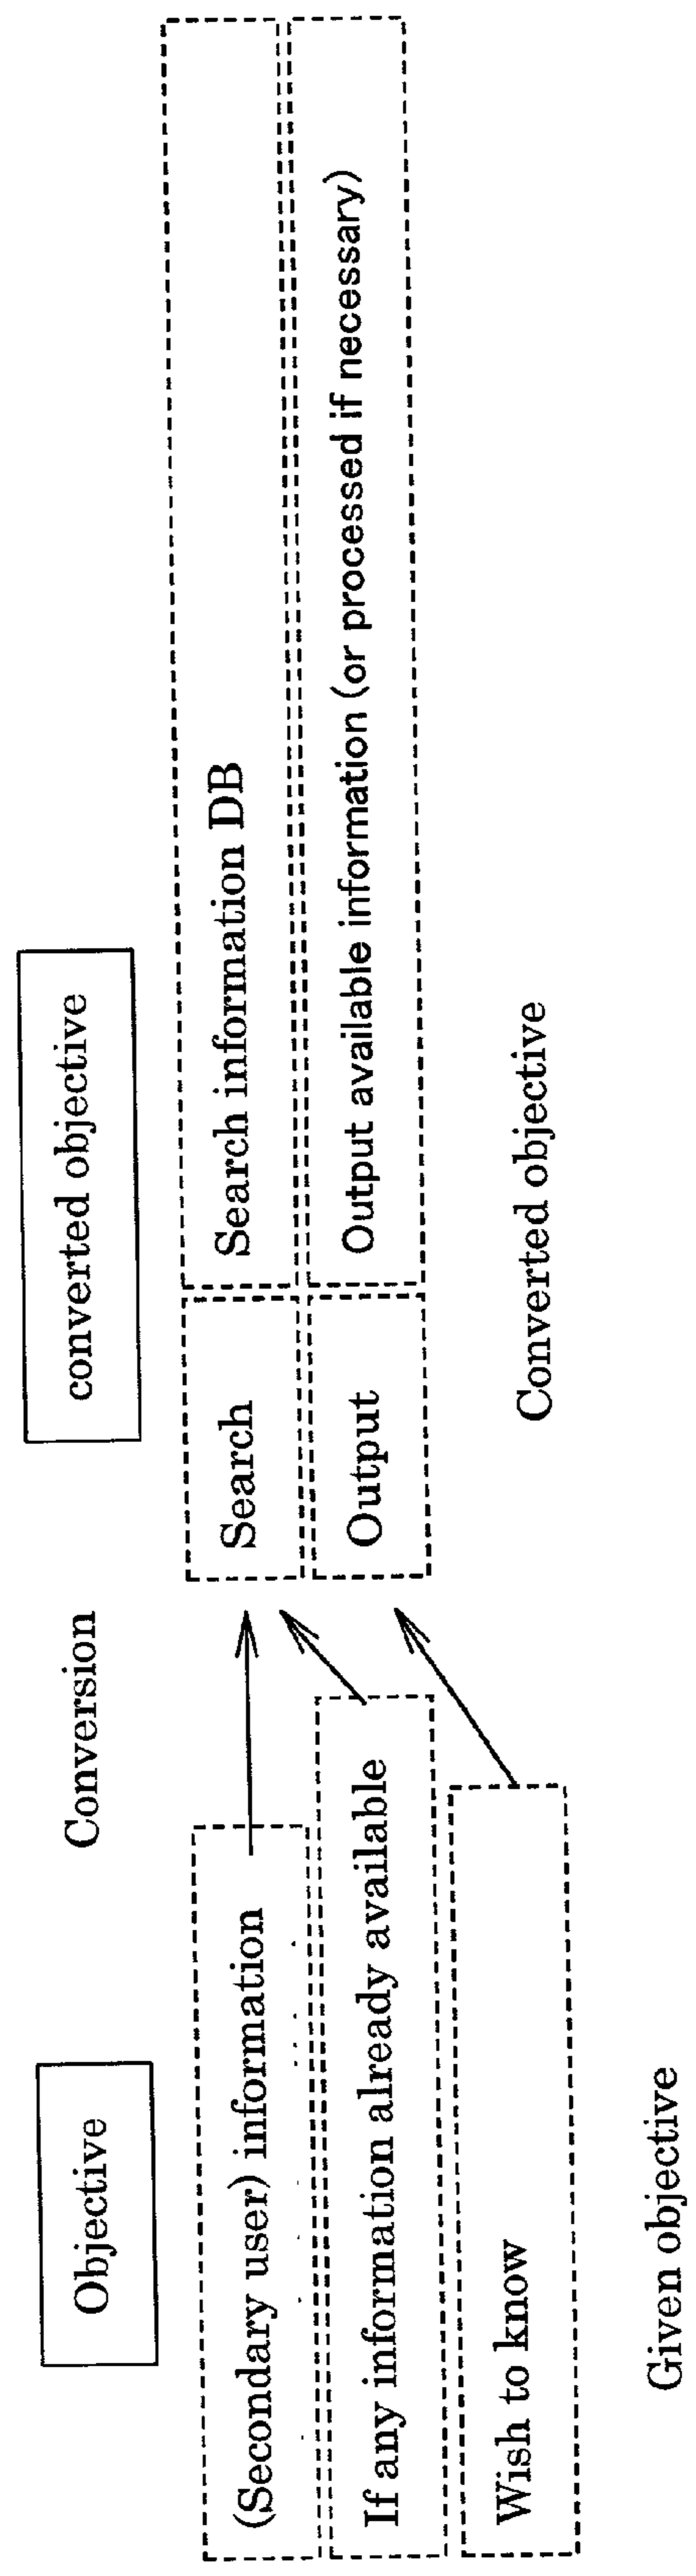 Objective
Conversion
converted objective
(Secondary user) information
If any information already available
Wish to know
Search
Search information DB
Output
Output available information (or processed if necessary)
Given objective
Converted objective